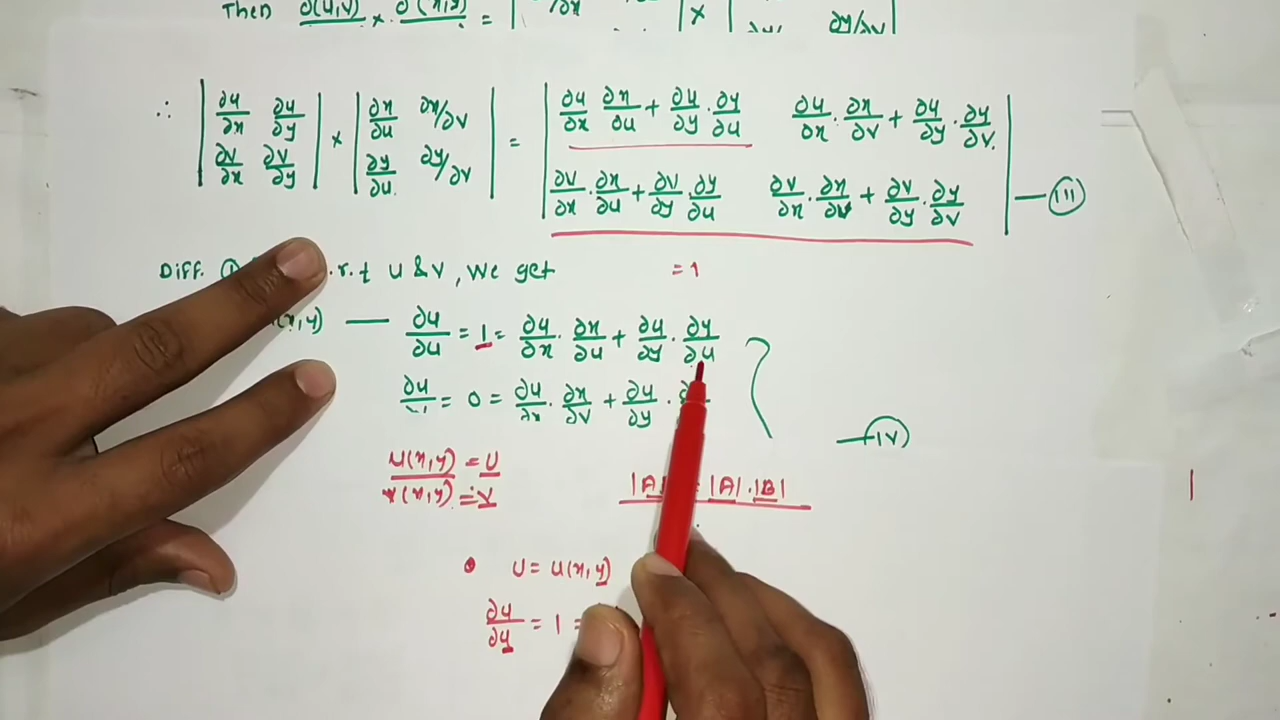 Then ∂(u,v) × ∂(x,y) = | ∂x | × | ∂y/∂v |
∴ | ∂u/∂x ∂u/∂y | × | ∂x/∂u ∂x/∂v | = | ∂u/∂x ∂x/∂u + ∂u/∂y · ∂y/∂u ∂u/∂x · ∂x/∂v + ∂u/∂y · ∂y/∂v |
| ∂v/∂x ∂v/∂y | | ∂y/∂u ∂y/∂v | | ∂v/∂x · ∂x/∂u + ∂v/∂y · ∂y/∂u ∂v/∂x · ∂x/∂v + ∂v/∂y · ∂y/∂v | — (III)
Diff. .r.t u & v, We get = 1
(x,y) — ∂u/∂u = 1 = ∂u/∂x · ∂x/∂u + ∂u/∂y · ∂y/∂u
∂u = 0 = ∂u/∂x · ∂x/∂v + ∂u/∂y ·
— (IV)
u(x,y) = u
v(x,y) = v
|A = |A| · |B|
• u = u(x,y)
∂u/∂u = 1 =